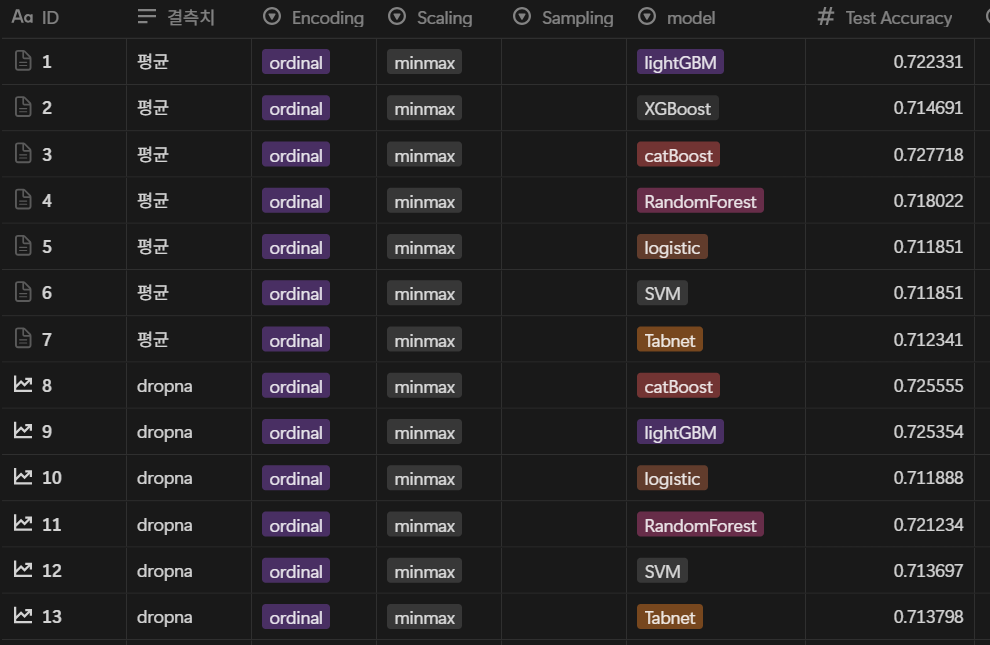 Aa ID 결측치 Encoding Scaling Sampling model # Test Accuracy
1 평균 ordinal minmax lightGBM 0.722331
2 평균 ordinal minmax XGBoost 0.714691
3 평균 ordinal minmax catBoost 0.727718
4 평균 ordinal minmax RandomForest 0.718022
5 평균 ordinal minmax logistic 0.711851
6 평균 ordinal minmax SVM 0.711851
7 평균 ordinal minmax Tabnet 0.712341
8 dropna ordinal minmax catBoost 0.725555
9 dropna ordinal minmax lightGBM 0.725354
10 dropna ordinal minmax logistic 0.711888
11 dropna ordinal minmax RandomForest 0.721234
12 dropna ordinal minmax SVM 0.713697
13 dropna ordinal minmax Tabnet 0.713798